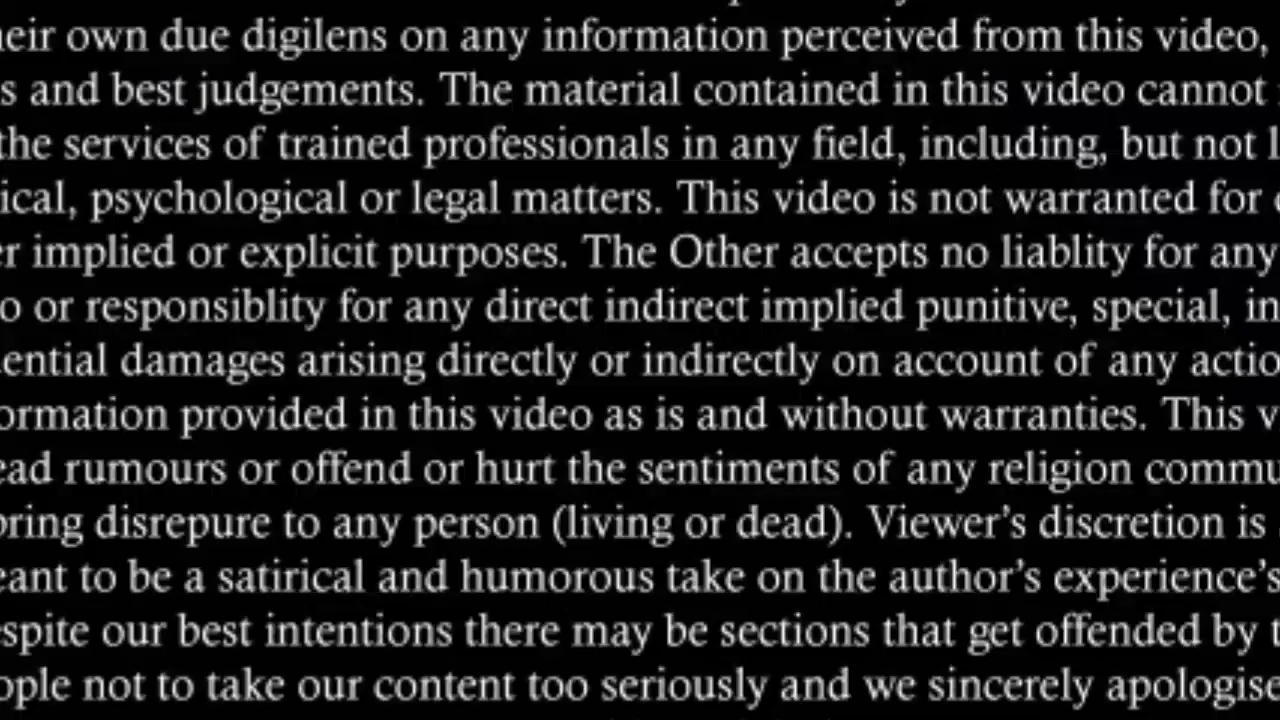 heir own due digilens on any information perceived from this video,
s and best judgements. The material contained in this video cannot
the services of trained professionals in any field, including, but not l
ical, psychological or legal matters. This video is not warranted for
er implied or explicit purposes. The Other accepts no liablity for any
o or responsiblity for any direct indirect implied punitive, special, in
ential damages arising directly or indirectly on account of any actio
ormation provided in this video as is and without warranties. This v
ead rumours or offend or hurt the sentiments of any religion commu
bring disrepure to any person (living or dead). Viewer’s discretion is
eant to be a satirical and humorous take on the author’s experience’s
espite our best intentions there may be sections that get offended by t
ople not to take our content too seriously and we sincerely apologise